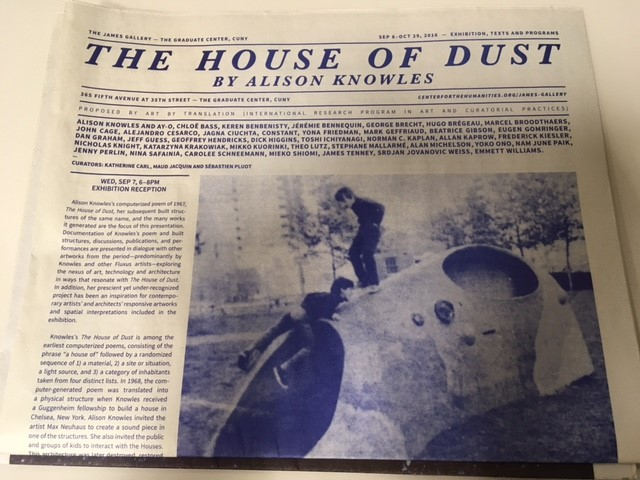 THE JAMES GALLERY — THE GRADUATE CENTER, CUNY
SEP 8-OCT 29, 2016 — EXHIBITION, TEXTS AND PROGRAMS
THE HOUSE OF DUST
BY ALISON KNOWLES
365 FIFTH AVENUE AT 35TH STREET — THE GRADUATE CENTER, CUNY
CENTERFORTHEHUMANITIES.ORG/JAMES-GALLERY
PROPOSED BY ART BY TRANSLATION (INTERNATIONAL RESEARCH PROGRAM IN ART AND CURATORIAL PRACTICES)
ALISON KNOWLES AND AY-O, CHLOË BASS, KEREN BENBENISTY, JÉRÉMIE BENNEQUIN, GEORGE BRECHT, HUGO BRÉGEAU, MARCEL BROODTHAERS,
JOHN CAGE, ALEJANDRO CESARCO, JAGNA CIUCHTA, CONSTANT, YONA FRIEDMAN, MARK GEFFRIAUD, BEATRICE GIBSON, EUGEN GOMRINGER,
DAN GRAHAM, JEFF GUESS, GEOFFREY HENDRICKS, DICK HIGGINS, TOSHI ICHIYANAGI, NORMAN C. KAPLAN, ALLAN KAPROW, FREDERICK KIESLER,
NICHOLAS KNIGHT, KATARZYNA KRAKOWIAK, MIKKO KUORINKI, THEO LUTZ, STEPHANE MALLARMÉ, ALAN MICHELSON, YOKO ONO, NAM JUNE PAIK,
JENNY PERLIN, NINA SAFAINIA, CAROLEE SCHNEEMANN, MIEKO SHIOMI, JAMES TENNEY, SRDJAN JOVANOVIC WEISS, EMMETT WILLIAMS.
CURATORS: KATHERINE CARL, MAUD JACQUIN AND SÉBASTIEN PLUOT
WED, SEP 7, 6–8PM
EXHIBITION RECEPTION
Alison Knowles's computerized poem of 1967,
The House of Dust, her subsequent built struc-
tures of the same name, and the many works
it generated are the focus of this presentation.
Documentation of Knowles's poem and built
structures, discussions, publications, and per-
formances are presented in dialogue with other
artworks from the period—predominantly by
Knowles and other Fluxus artists—exploring
the nexus of art, technology and architecture
in ways that resonate with The House of Dust.
In addition, her prescient yet under-recognized
project has been an inspiration for contempo-
rary artists' and architects' responsive artworks
and spatial interpretations included in the
exhibition.
Knowles's The House of Dust is among the
earliest computerized poems, consisting of the
phrase "a house of" followed by a randomized
sequence of 1) a material, 2) a site or situation,
a light source, and 3) a category of inhabitants
taken from four distinct lists. In 1968, the com-
puter-generated poem was translated into
a physical structure when Knowles received
a Guggenheim fellowship to build a house in
Chelsea, New York. Alison Knowles invited the
artist Max Neuhaus to create a sound piece in
one of the structures. She also invited the public
and groups of kids to interact with the Houses.
This architecture was later destroyed, restored